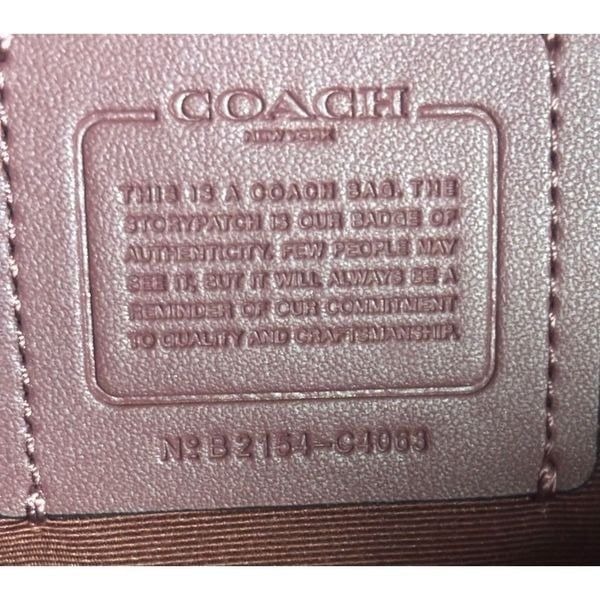 COACH
NEW YORK
THIS IS A COACH BAG. THE
STORYPATCH IS OUR BADGE OF
AUTHENTICITY. FEW PEOPLE MAY
SEE IT, BUT IT WILL ALWAYS BE A
REMINDER OF OUR COMMITMENT
TO QUALITY AND CRAFTSMANSHIP.
Nº B2154-C4063